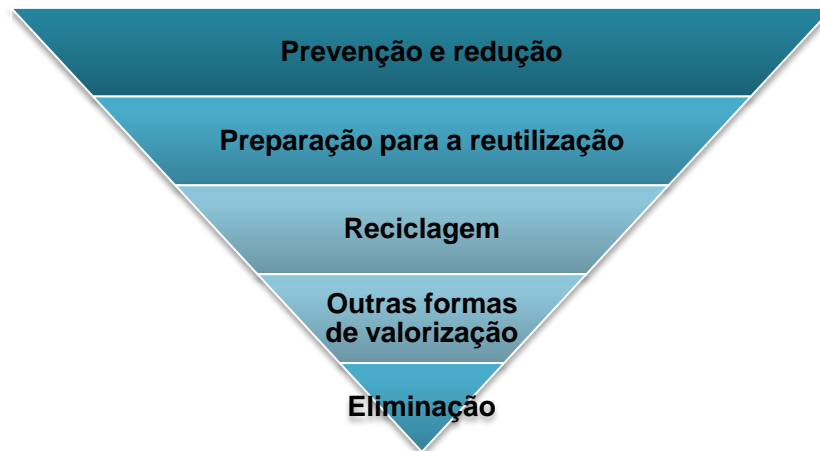 Prevenção e redução
Preparação para a reutilização
Reciclagem
Outras formas
de valorização
Eliminação